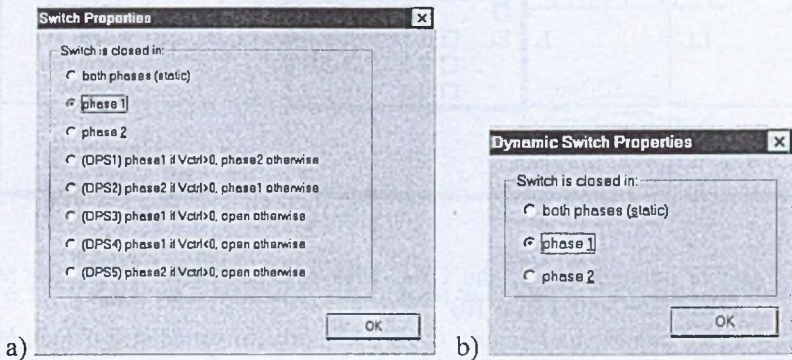 Switch Properties
Switch is closed in:
both phases (static)
phase 1
phase 2
(DPS1) phase1 if Vctrl>0, phase2 otherwise
(DPS2) phase2 if Vctrl>0, phase1 otherwise
(DPS3) phase1 if Vctrl>0, open otherwise
(DPS4) phase1 if Vctrl<0, open otherwise
(DPS5) phase2 if Vctrl>0, open otherwise
OK
a)
Dynamic Switch Properties
Switch is closed in:
both phases (static)
phase 1
phase 2
OK
b)